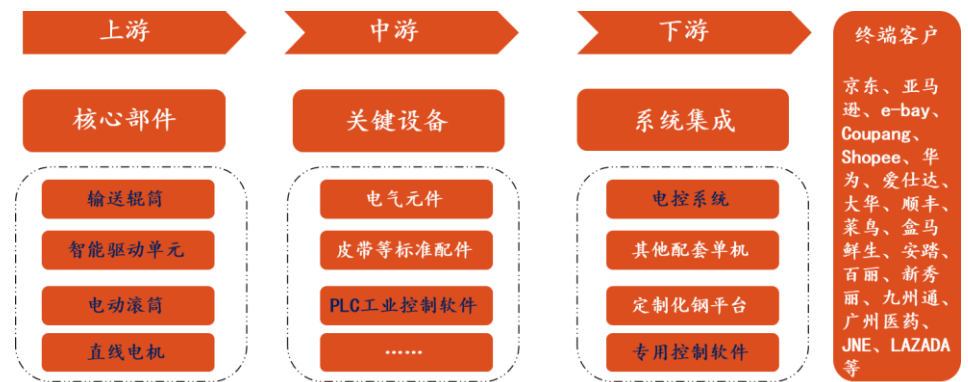 上游
中游
下游
核心部件
关键设备
系统集成
输送辊筒
智能驱动单元
电动滚筒
直线电机
电气元件
皮带等标准配件
PLC工业控制软件
······
电控系统
其他配套单机
定制化钢平台
专用控制软件
终端客户
京东、亚马
逊、e-bay、
Coupang、
Shopee、华
为、爱仕达、
大华、顺丰、
菜鸟、盒马
鲜生、安踏、
百丽、新秀
丽、九州通、
广州医药、
JNE、LAZADA
等